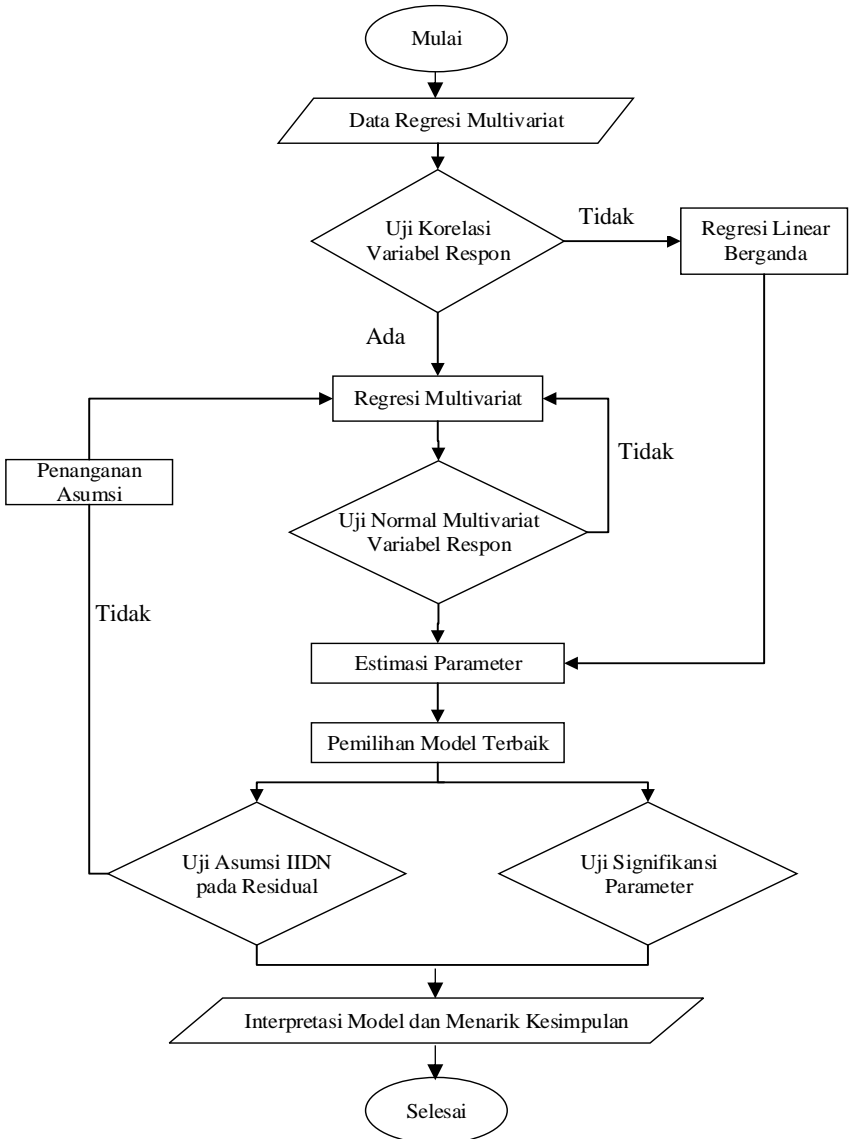 Mulai
Data Regresi Multivariat
Uji Korelasi
Variabel Respon
Tidak
Regresi Linear
Berganda
Ada
Regresi Multivariat
Tidak
Penanganan
Asumsi
Uji Normal Multivariat
Variabel Respon
Tidak
Estimasi Parameter
Pemilihan Model Terbaik
Uji Asumsi IIDN
pada Residual
Uji Signifikansi
Parameter
Interpretasi Model dan Menarik Kesimpulan
Selesai